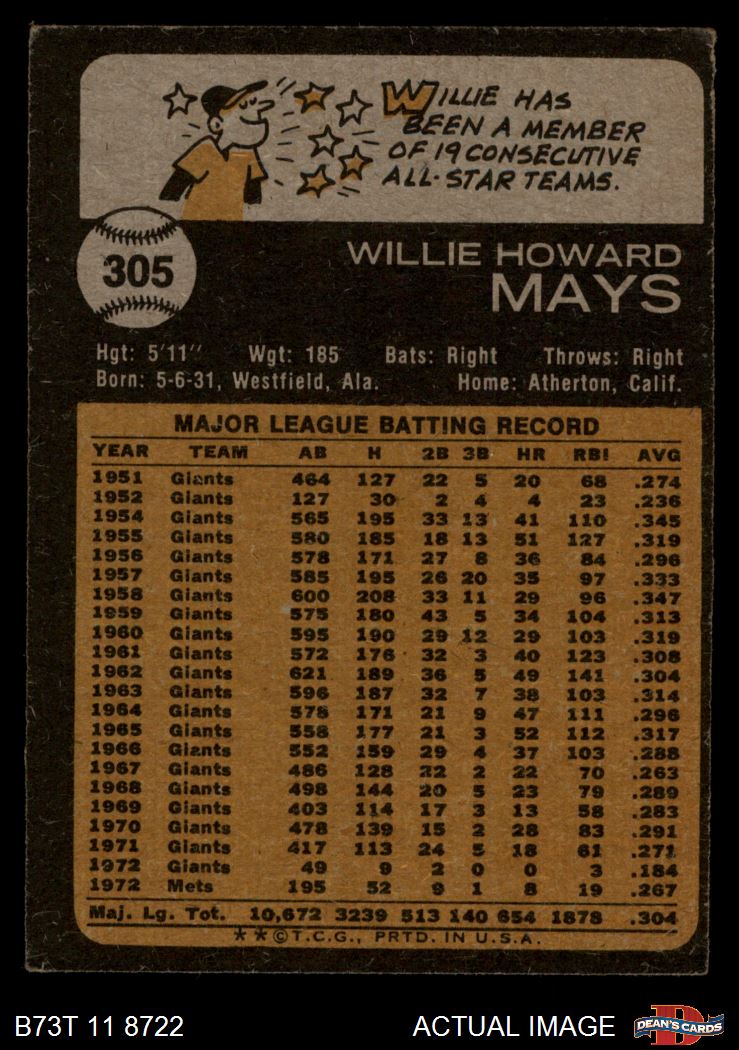 WILLIE HAS
BEEN A MEMBER
OF 19 CONSECUTIVE
ALL-STAR TEAMS.
305
WILLIE HOWARD
MAYS
Hgt: 5'11" Wgt: 185 Bats: Right Throws: Right
Born: 5-6-31, Westfield, Ala. Home: Atherton, Calif.
MAJOR LEAGUE BATTING RECORD
YEAR TEAM AB H 2B 3B HR RBI AVG
1951 Giants 464 127 22 5 20 68 .274
1952 Giants 127 30 2 4 4 23 .236
1954 Giants 565 195 33 13 41 110 .345
1955 Giants 580 185 18 13 51 127 .319
1956 Giants 578 171 27 8 36 84 .296
1957 Giants 585 195 26 20 35 97 .333
1958 Giants 600 208 33 11 29 96 .347
1959 Giants 575 180 43 5 34 104 .313
1960 Giants 595 190 29 12 29 103 .319
1961 Giants 572 176 32 3 40 123 .308
1962 Giants 621 189 36 5 49 141 .304
1963 Giants 596 187 32 7 38 103 .314
1964 Giants 578 171 21 9 47 111 .296
1965 Giants 558 177 21 3 52 112 .317
1966 Giants 552 159 29 4 37 103 .288
1967 Giants 486 128 22 2 22 70 .263
1968 Giants 498 144 20 5 23 79 .289
1969 Giants 403 114 17 3 13 58 .283
1970 Giants 478 139 15 2 28 83 .291
1971 Giants 417 113 24 5 18 61 .271
1972 Giants 49 9 2 0 0 3 .184
1972 Mets 195 52 9 1 8 19 .267
Maj. Lg. Tot. 10,672 3239 513 140 654 1878 .304
**©T.C.G., PRTD. IN U.S.A.
B73T 11 8722 ACTUAL IMAGE
D
DEAN'S CARDS